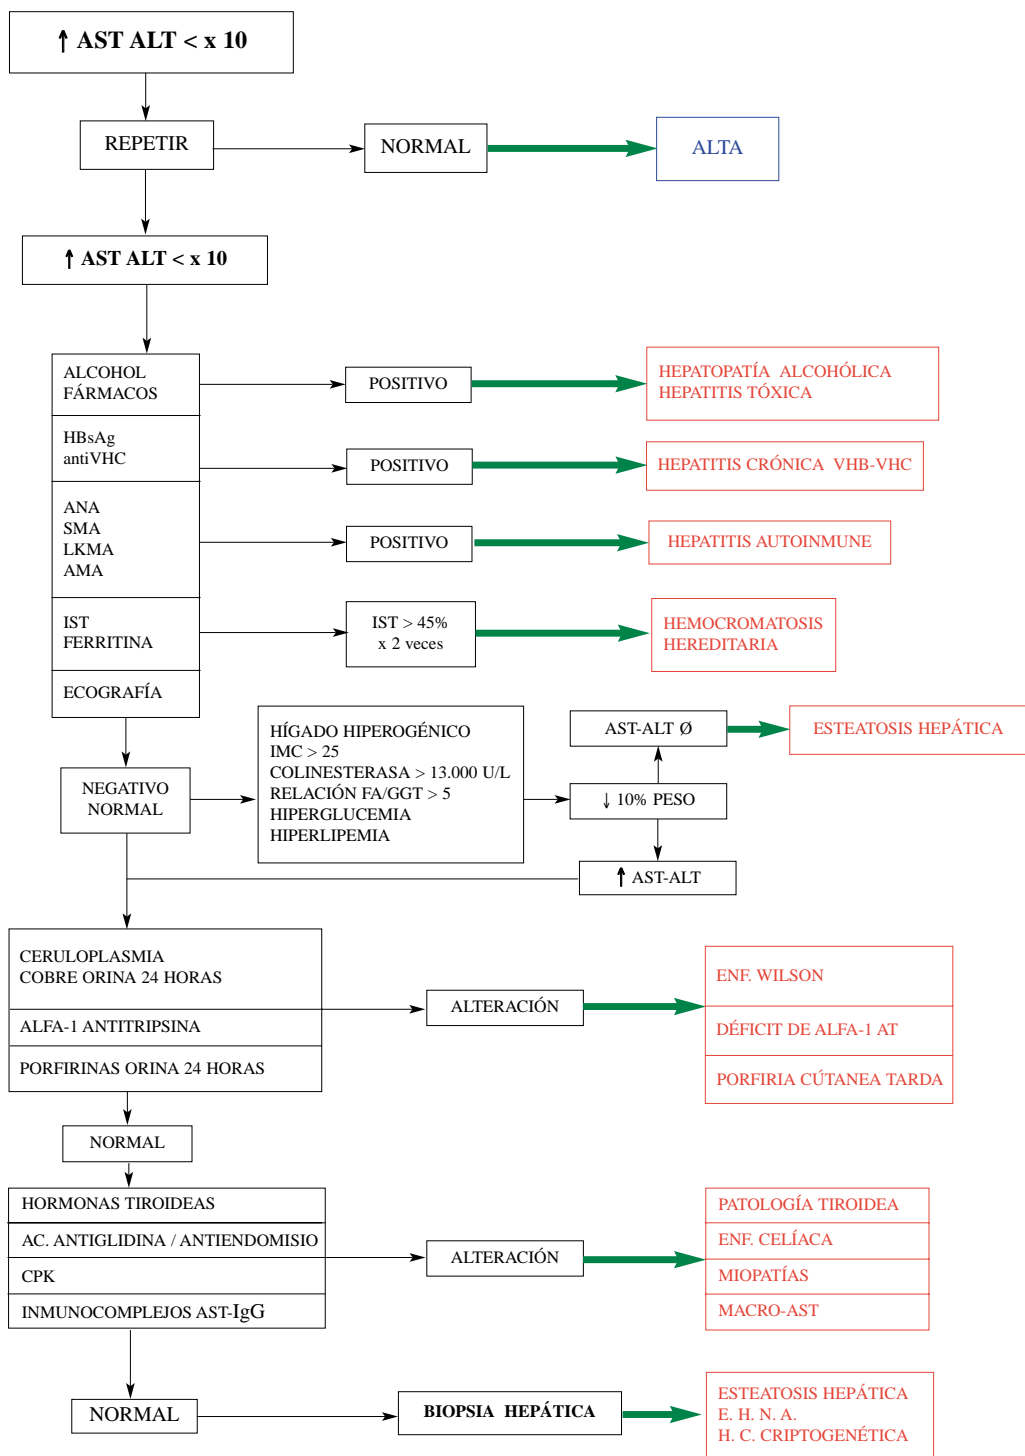 ↑ AST ALT < x 10
REPETIR
NORMAL
ALTA
↑ AST ALT < x 10
ALCOHOL
FÁRMACOS
POSITIVO
HEPATOPATÍA ALCOHÓLICA
HEPATITIS TÓXICA
HBsAg
antiVHC
POSITIVO
HEPATITIS CRÓNICA VHB-VHC
ANA
SMA
LKMA
AMA
POSITIVO
HEPATITIS AUTOINMUNE
IST
FERRITINA
IST > 45%
x 2 veces
HEMOCROMATOSIS
HEREDITARIA
ECOGRAFÍA
NEGATIVO
NORMAL
HÍGADO HIPEROGÉNICO
IMC > 25
COLINESTERASA > 13.000 U/L
RELACIÓN FA/GGT > 5
HIPERGLUCEMIA
HIPERLIPEMIA
↓ 10% PESO
AST-ALT Ø
ESTEATOSIS HEPÁTICA
↑ AST-ALT
CERULOPLASMIA
COBRE ORINA 24 HORAS
ALFA-1 ANTITRIPSINA
PORFIRINAS ORINA 24 HORAS
ALTERACIÓN
ENF. WILSON
DÉFICIT DE ALFA-1 AT
PORFIRIA CÚTANEA TARDA
NORMAL
HORMONAS TIROIDEAS
AC. ANTIGLIDINA / ANTIENDOMISIO
CPK
INMUNOCOMPLEJOS AST-IgG
ALTERACIÓN
PATOLOGÍA TIROIDEA
ENF. CELÍACA
MIOPATÍAS
MACRO-AST
NORMAL
BIOPSIA HEPÁTICA
ESTEATOSIS HEPÁTICA
E. H. N. A.
H. C. CRIPTOGENÉTICA